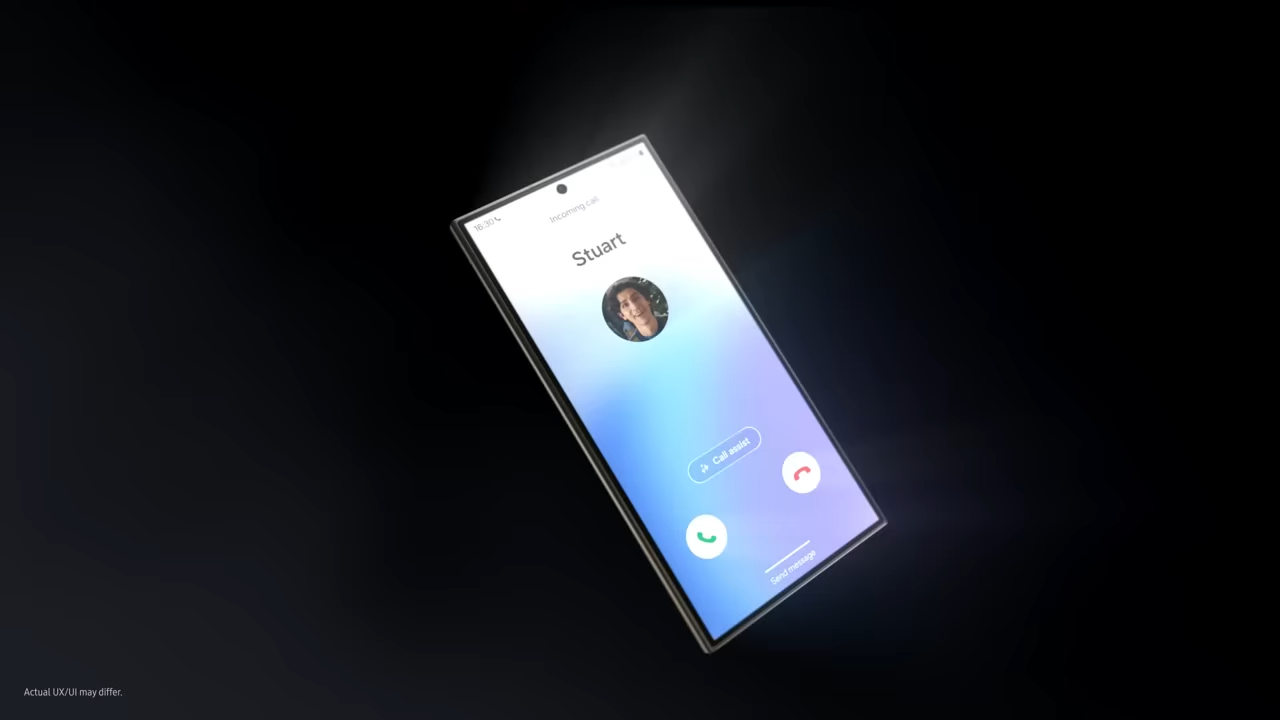 16:30
Incoming call
Stuart
Call assist
Send message
Actual UX/UI may differ.